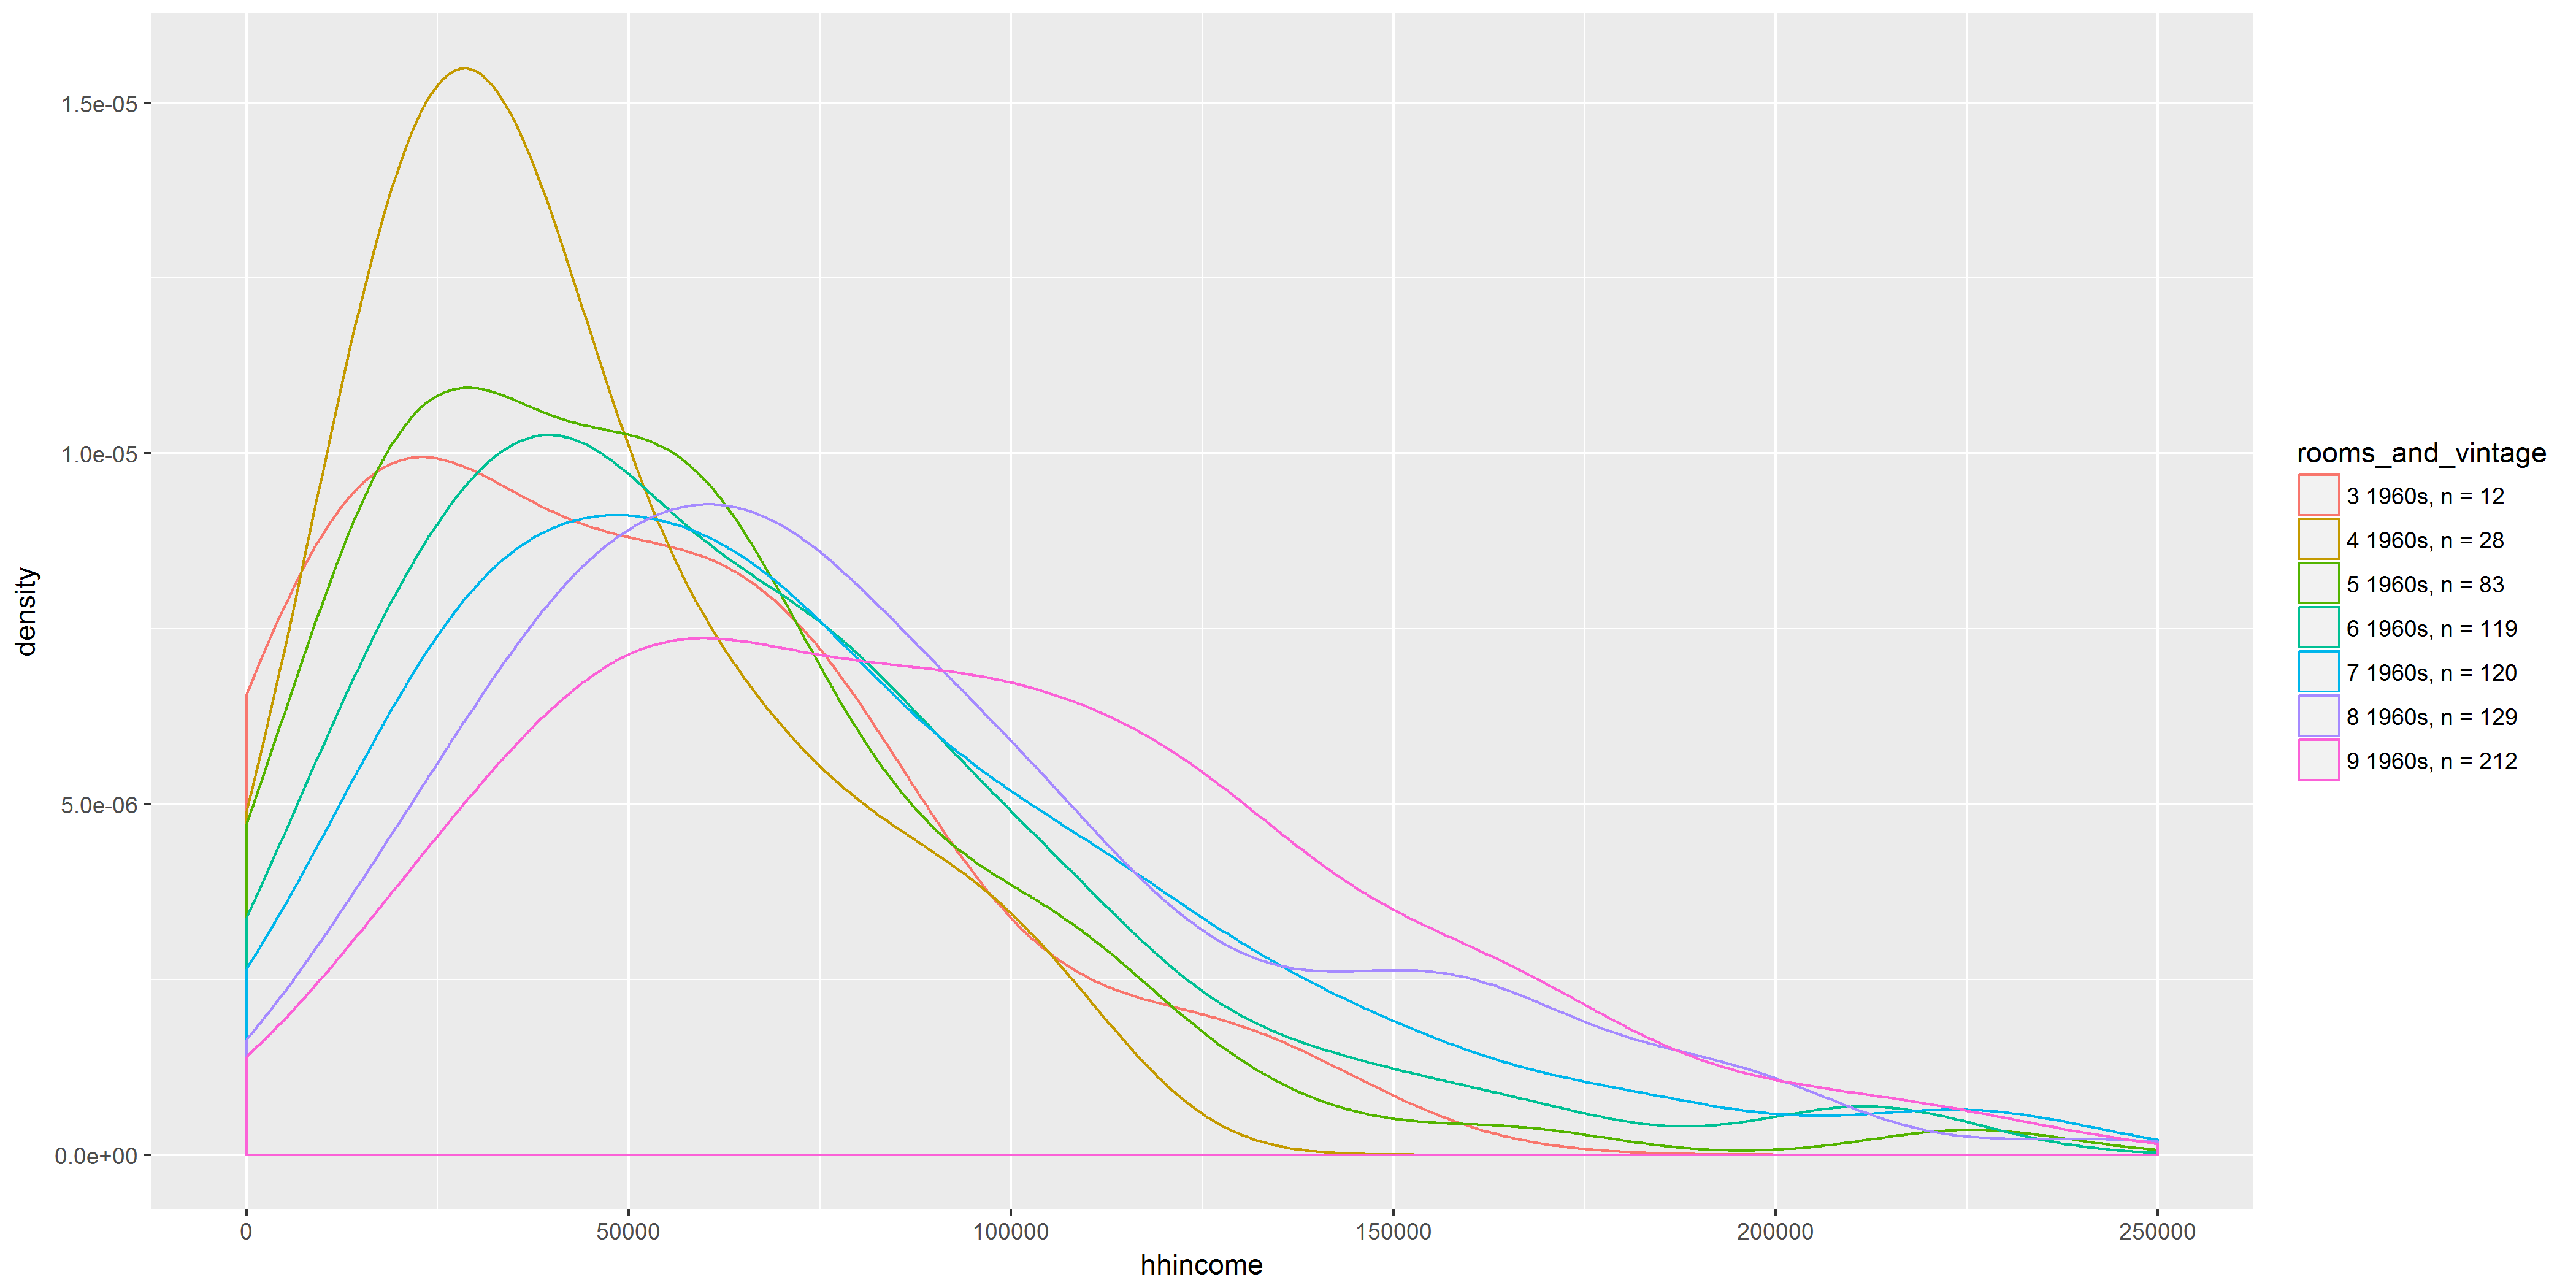 1.5e-05
1.0e-05
5.0e-06
0.0e+00
density
0 50000 100000 150000 200000 250000
hhincome
rooms_and_vintage
3 1960s, n = 12
4 1960s, n = 28
5 1960s, n = 83
6 1960s, n = 119
7 1960s, n = 120
8 1960s, n = 129
9 1960s, n = 212